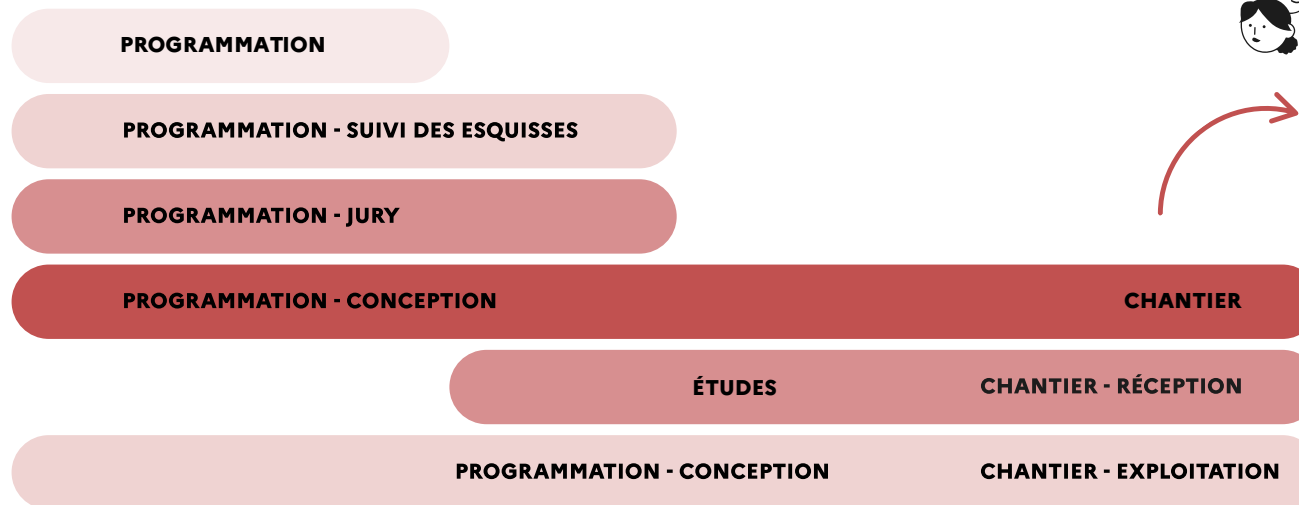 PROGRAMMATION
PROGRAMMATION - SUIVI DES ESQUISSES
PROGRAMMATION - JURY
PROGRAMMATION - CONCEPTION CHANTIER
ÉTUDES CHANTIER - RÉCEPTION
PROGRAMMATION - CONCEPTION CHANTIER - EXPLOITATION